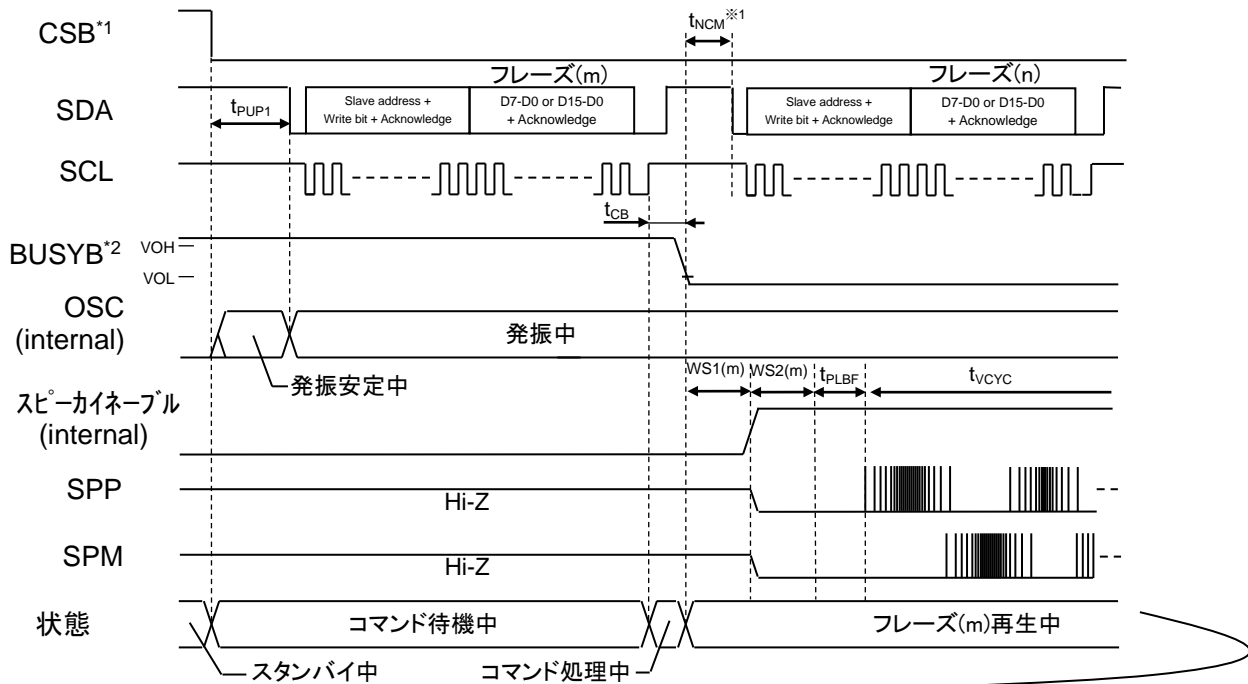 CSB*1
tNCM※1
フレーズ(m)
フレーズ(n)
SDA
tPUP1
Slave address +
Write bit + Acknowledge
D7-D0 or D15-D0
+ Acknowledge
Slave address +
Write bit + Acknowledge
D7-D0 or D15-D0
+ Acknowledge
SCL
tCB
BUSYB*2
VOH
VOL
OSC
(internal)
発振中
発振安定中
WS1(m)
WS2(m)
tPLBF
tVCYC
スピーカイネーブル
(internal)
SPP
Hi-Z
SPM
Hi-Z
状態
コマンド待機中
フレーズ(m)再生中
スタンバイ中
コマンド処理中